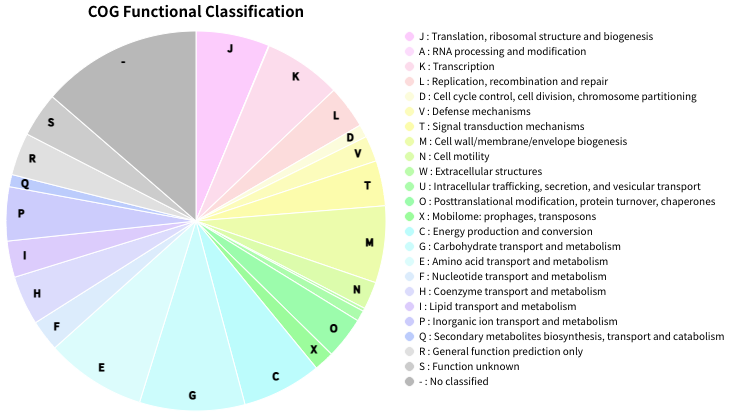 COG Functional Classification
J
K
L
D
V
T
M
N
O
X
C
G
E
F
H
I
P
Q
R
S
-
J : Translation, ribosomal structure and biogenesis
A : RNA processing and modification
K : Transcription
L : Replication, recombination and repair
D : Cell cycle control, cell division, chromosome partitioning
V : Defense mechanisms
T : Signal transduction mechanisms
M : Cell wall/membrane/envelope biogenesis
N : Cell motility
W : Extracellular structures
U : Intracellular trafficking, secretion, and vesicular transport
O : Posttranslational modification, protein turnover, chaperones
X : Mobilome: prophages, transposons
C : Energy production and conversion
G : Carbohydrate transport and metabolism
E : Amino acid transport and metabolism
F : Nucleotide transport and metabolism
H : Coenzyme transport and metabolism
I : Lipid transport and metabolism
P : Inorganic ion transport and metabolism
Q : Secondary metabolites biosynthesis, transport and catabolism
R : General function prediction only
S : Function unknown
- : No classified